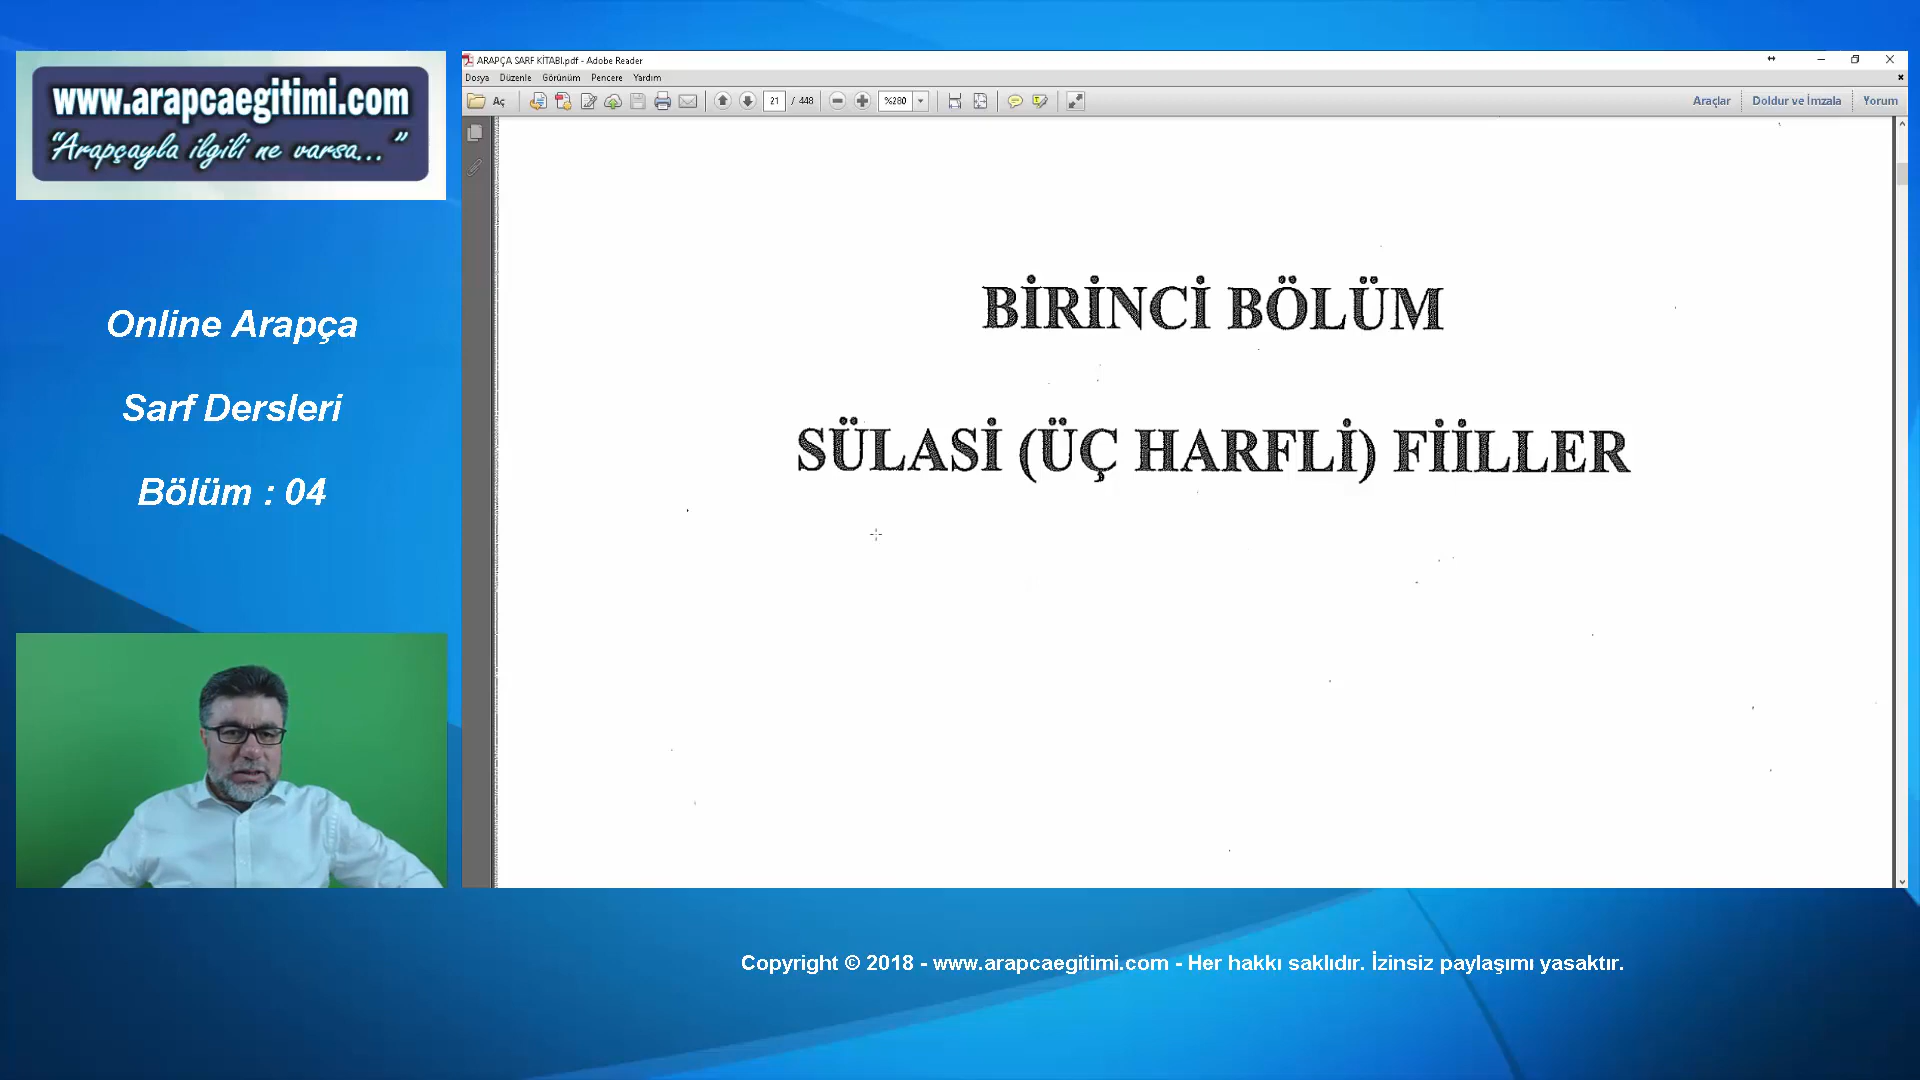 www.arapcaegitimi.com
“Arapçayla ilgili ne varsa...”
Online Arapça
Sarf Dersleri
Bölüm : 04
ARAPÇA SARF KİTABI.pdf - Adobe Reader
Dosya Düzenle Görünüm Pencere Yardım
Aç 21 / 448 %280 Araçlar Doldur ve İmzala Yorum
BİRİNCİ BÖLÜM
SÜLASİ (ÜÇ HARFLİ) FİİLLER
Copyright © 2018 - www.arapcaegitimi.com - Her hakkı saklıdır. İzinsiz paylaşımı yasaktır.